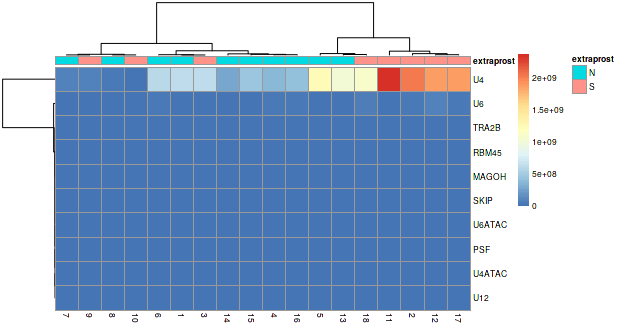 extraprost
extraprost
N
S
U4
U6
TRA2B
RBM45
MAGOH
SKIP
U6ATAC
PSF
U4ATAC
U12
2e+09
1.5e+09
1e+09
5e+08
0
7 9 8 10 6 1 3 14 15 4 16 5 13 18 11 2 12 17